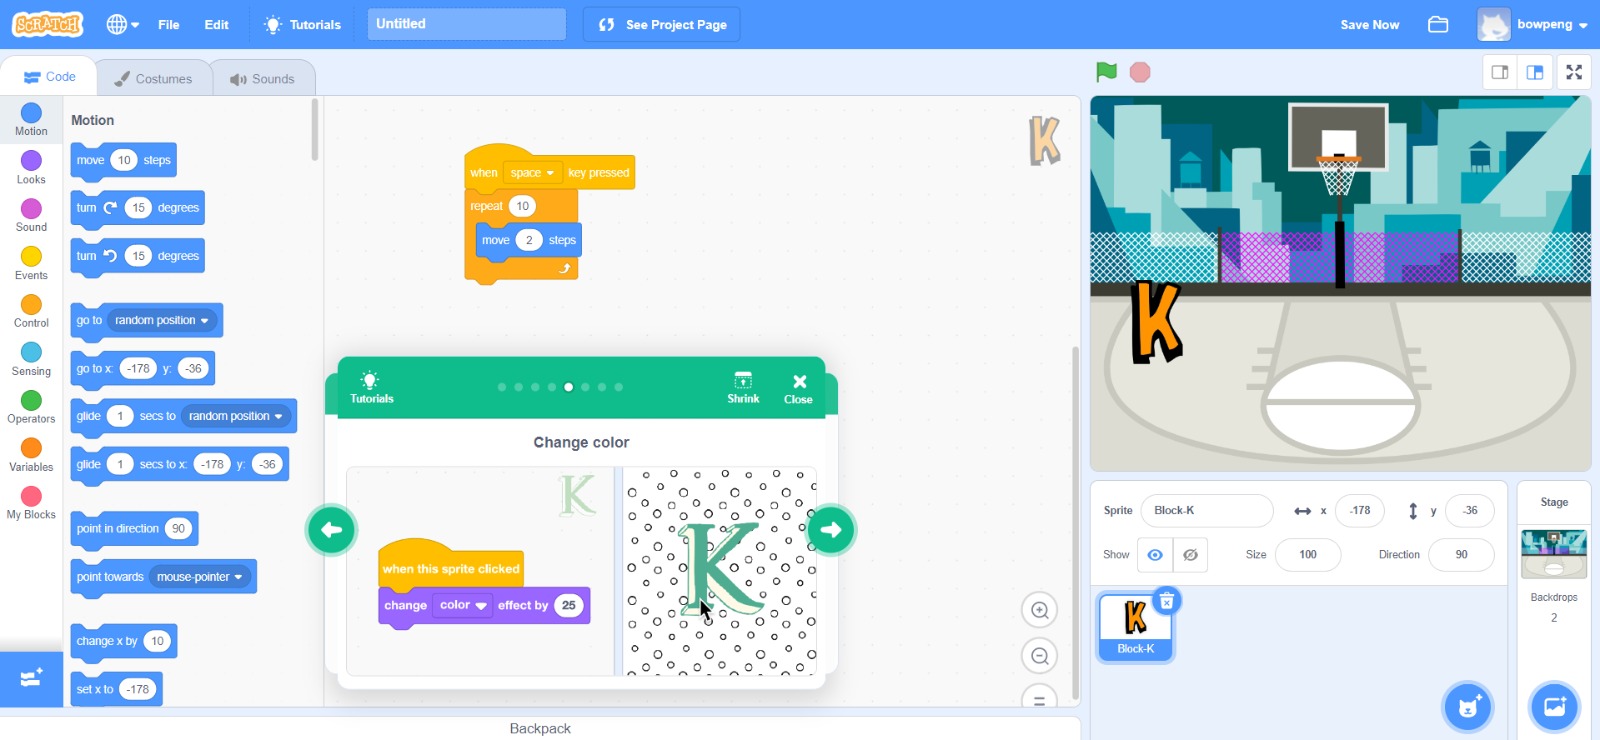 SCRATCH File Edit Tutorials Untitled See Project Page Save Now bowpeng
Code Costumes Sounds
Motion
Looks
Sound
Events
Control
Sensing
Operators
Variables
My Blocks
Motion
move 10 steps
turn 15 degrees
turn 15 degrees
go to random position
go to x: -178 y: -36
glide 1 secs to random position
glide 1 secs to x: -178 y: -36
point in direction 90
point towards mouse-pointer
change x by 10
set x to -178
when space key pressed
repeat 10
move 2 steps
K
Tutorials Shrink Close
Change color
K
when this sprite clicked
change color effect by 25
K
Backpack
K
Sprite Block-K x -178 y -36
Show Size 100 Direction 90
K
Block-K
Stage
Backdrops
2